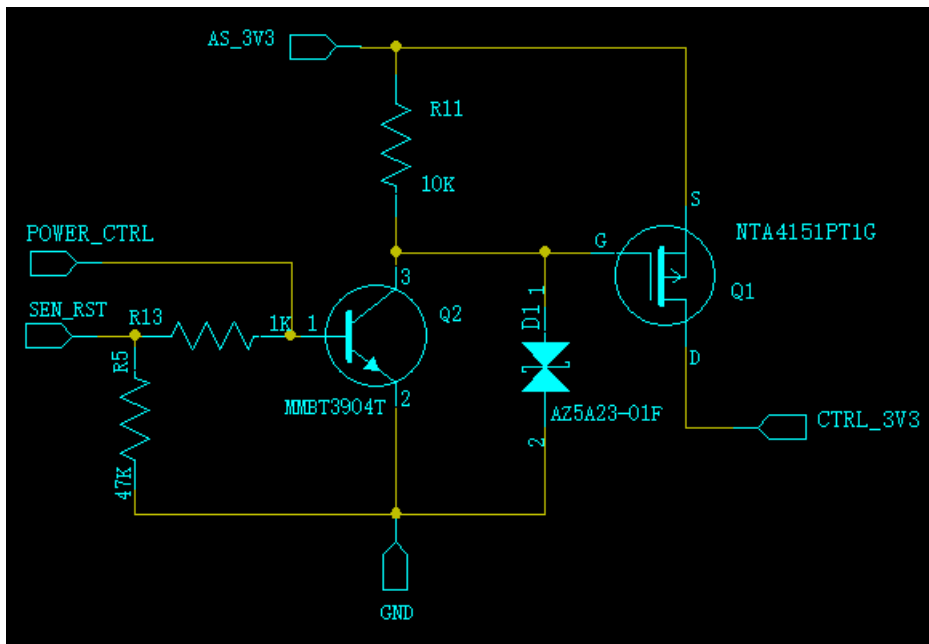 AS_3V3
R11
10K
S
NTA4151PT1G
G
Q1
D
POWER_CTRL
SEN_RST
R13
1K
1
3
Q2
2
MMBT3904T
R5
47K
D1
1
AZ5A23-01F
2
CTRL_3V3
GND